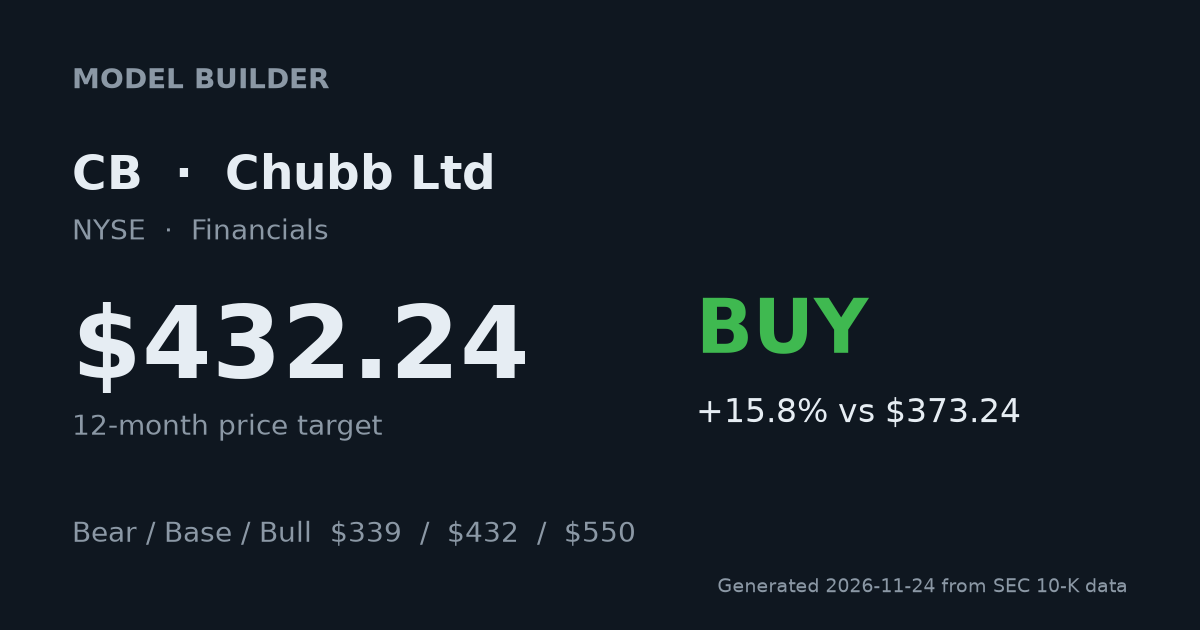 MODEL BUILDER
CB · Chubb Ltd
NYSE · Financials
$432.24
12-month price target
BUY
+15.8% vs $373.24
Bear / Base / Bull $339 / $432 / $550
Generated 2026-11-24 from SEC 10-K data